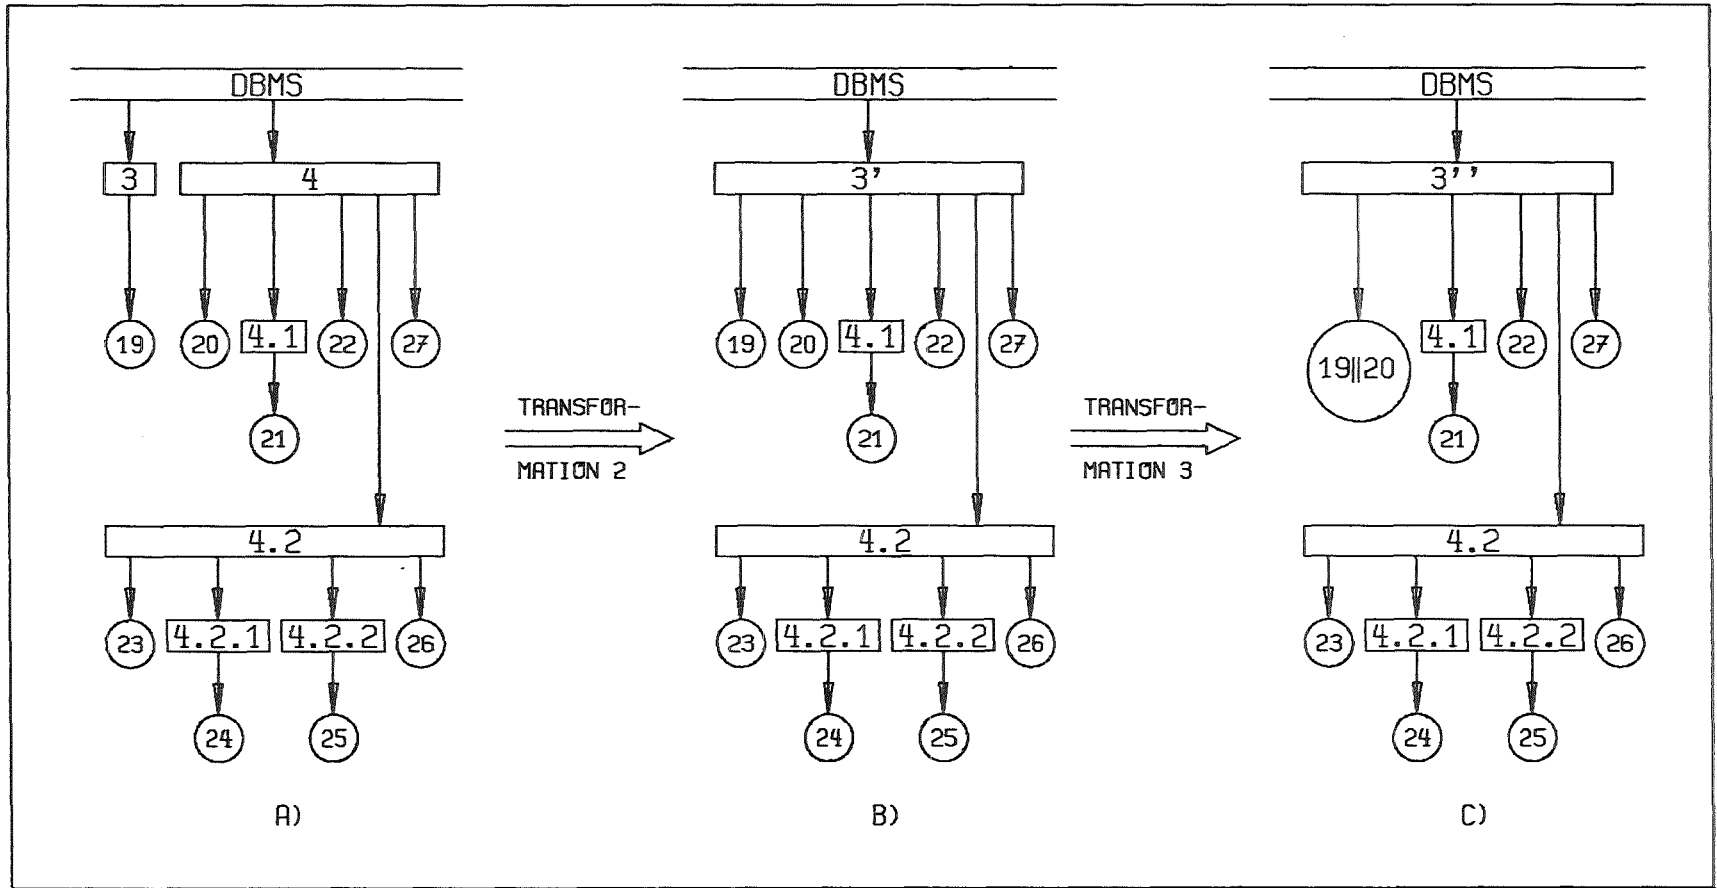 DBMS DBMS DBMS
3 4 3’ 3’’
19 20 4.1 22 27 19 20 4.1 22 27 19||20 4.1 22 27
TRANSFOR- TRANSFOR-
21 21 21
MATION 2 MATION 3
4.2 4.2 4.2
23 4.2.1 4.2.2 26 23 4.2.1 4.2.2 26 23 4.2.1 4.2.2 26
24 25 24 25 24 25
A) B) C)